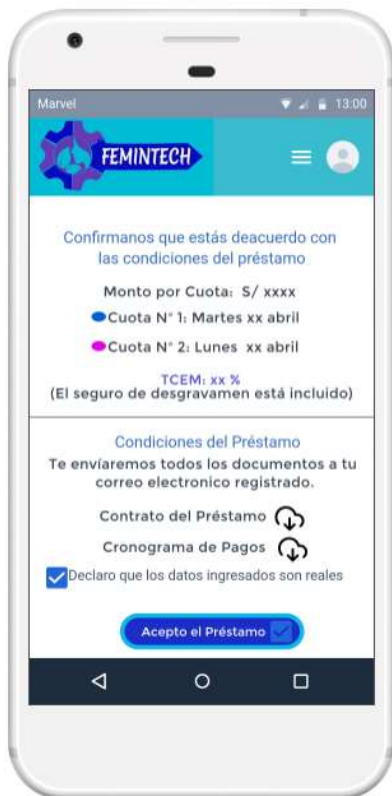 Marvel 13:00
FEMINTECH
Confirmanos que estás deacuerdo con
las condiciones del préstamo
Monto por Cuota: S/ xxxx
Cuota N° 1: Martes xx abril
Cuota N° 2: Lunes xx abril
TCEM: xx %
(El seguro de desgravamen está incluido)
Condiciones del Préstamo
Te envíaremos todos los documentos a tu
correo electronico registrado.
Contrato del Préstamo
Cronograma de Pagos
Declaro que los datos ingresados son reales
Acepto el Préstamo